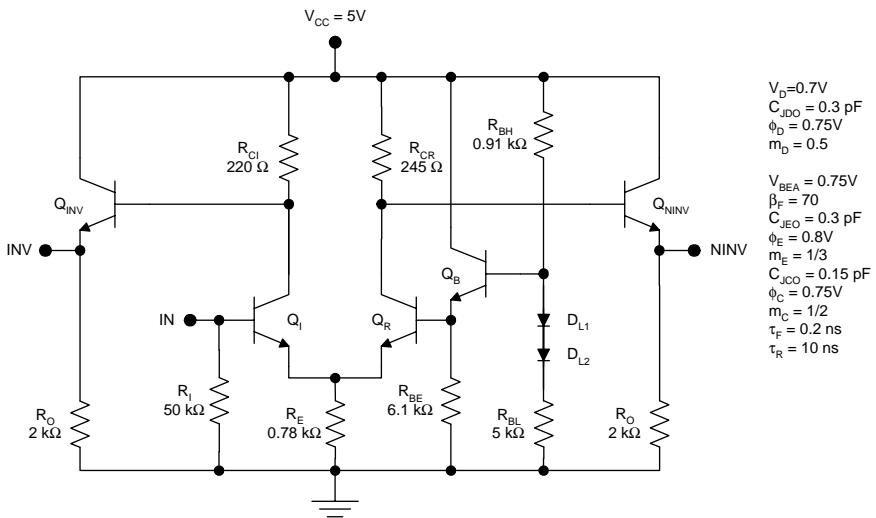 V_CC = 5V
R_CI
220 Ω
R_CR
245 Ω
R_BH
0.91 kΩ
Q_INV
Q_NINV
INV
NINV
Q_B
IN
Q_I
Q_R
D_L1
D_L2
R_O
2 kΩ
R_I
50 kΩ
R_E
0.78 kΩ
R_BE
6.1 kΩ
R_BL
5 kΩ
R_O
2 kΩ
V_D=0.7V
C_JDO = 0.3 pF
ϕ_D = 0.75V
m_D = 0.5
V_BEA = 0.75V
β_F = 70
C_JEO = 0.3 pF
ϕ_E = 0.8V
m_E = 1/3
C_JCO = 0.15 pF
ϕ_C = 0.75V
m_C = 1/2
τ_F = 0.2 ns
τ_R = 10 ns